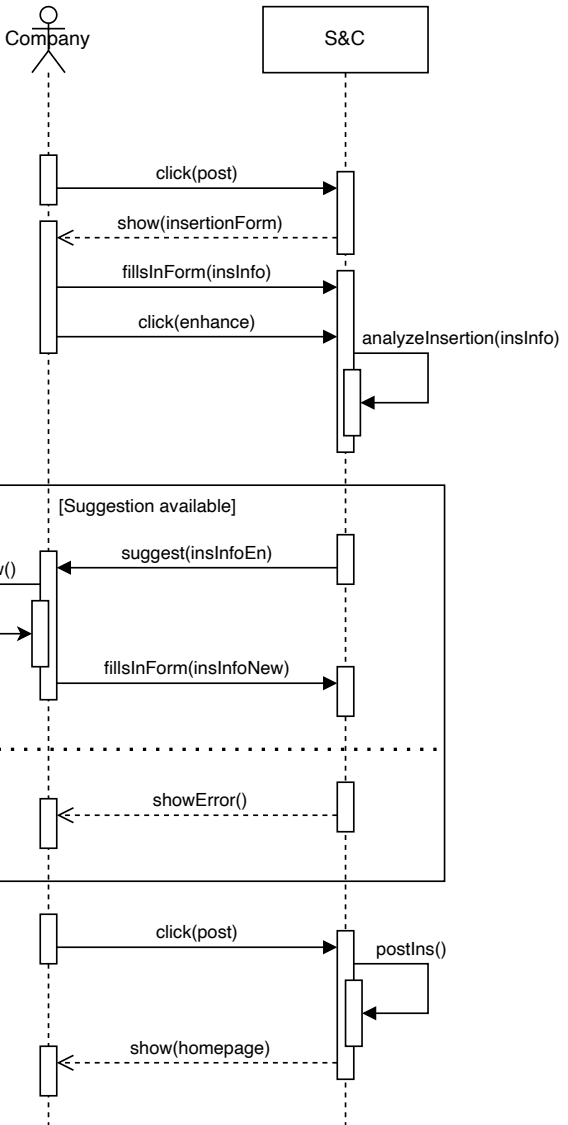 Company
S&C
click(post)
show(insertionForm)
fillsInForm(insInfo)
click(enhance)
analyzeInsertion(insInfo)
[Suggestion available]
suggest(insInfoEn)
fillsInForm(insInfoNew)
showError()
click(post)
postIns()
show(homepage)